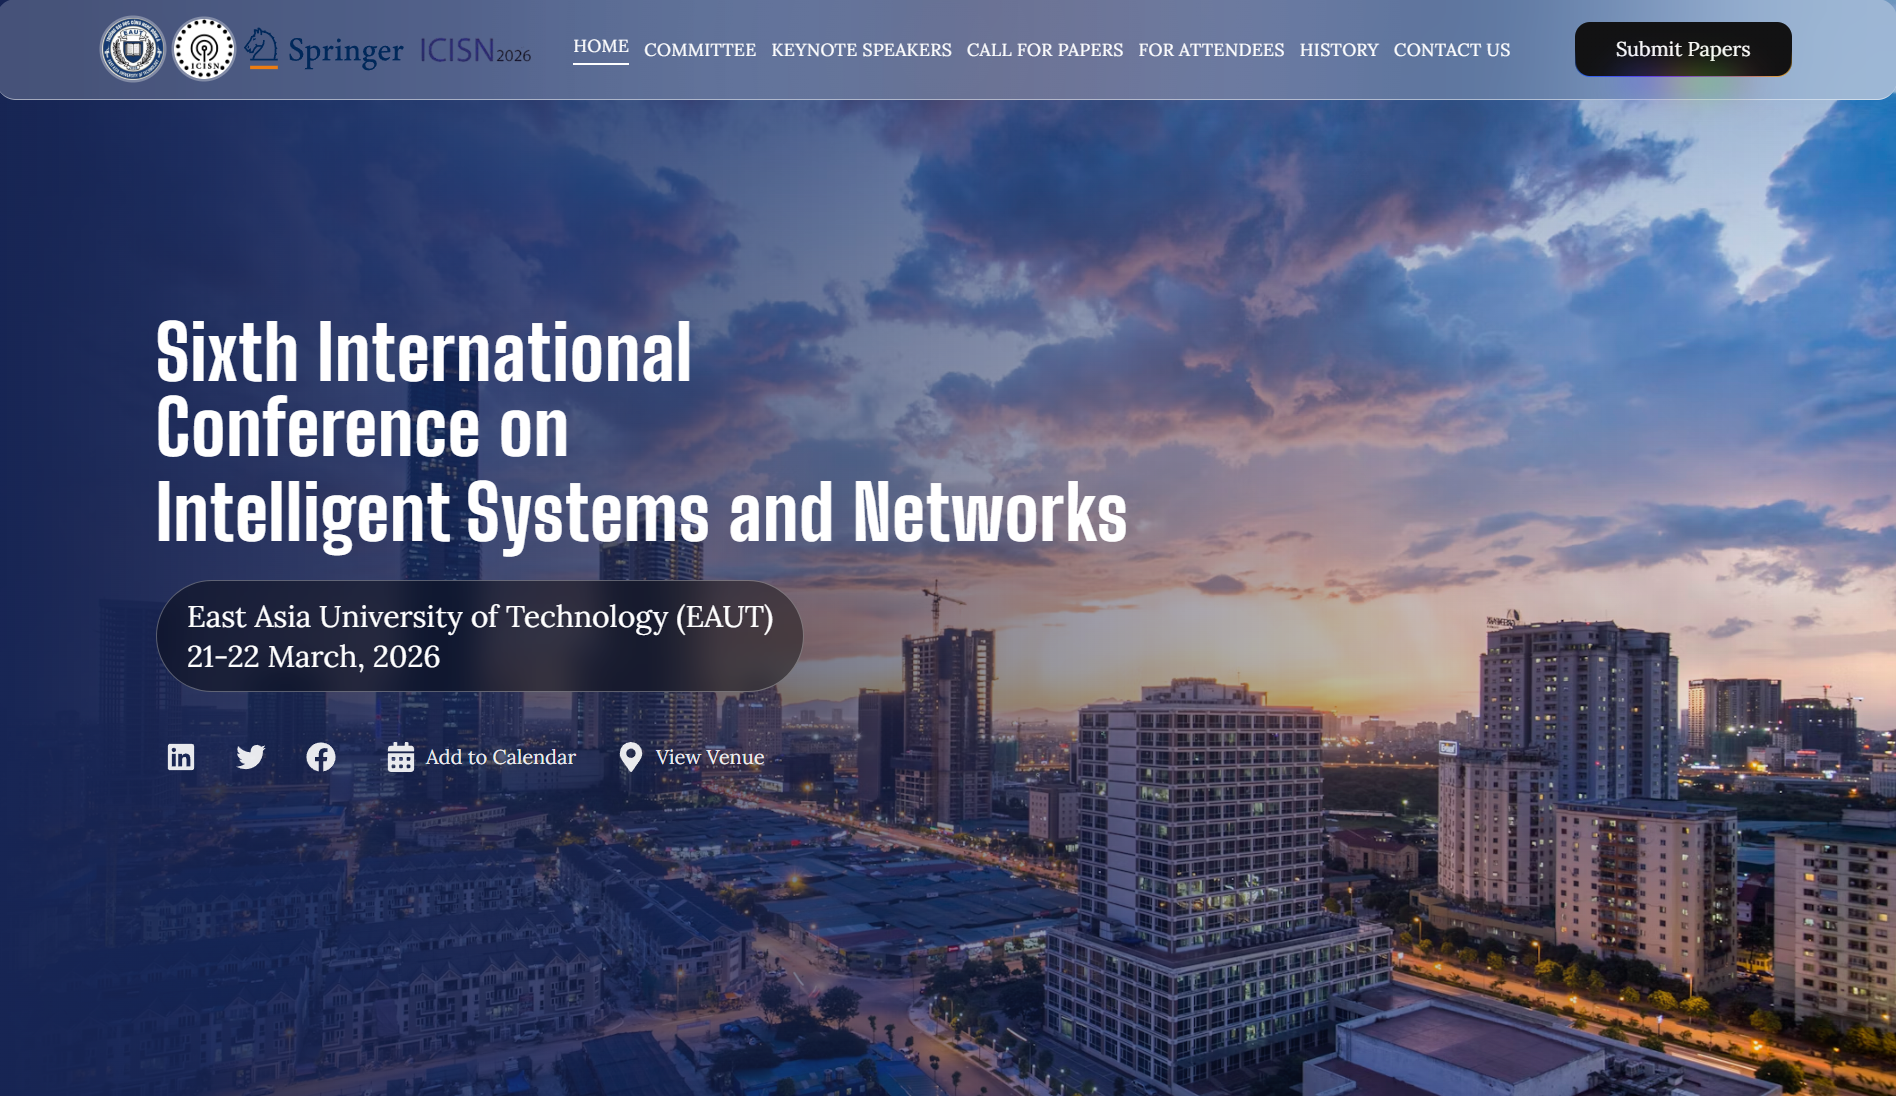 ICISN
Springer
ICISN2026
HOME
COMMITTEE
KEYNOTE SPEAKERS
CALL FOR PAPERS
FOR ATTENDEES
HISTORY
CONTACT US
Submit Papers
Sixth International
Conference on
Intelligent Systems and Networks
East Asia University of Technology (EAUT)
21-22 March, 2026
Add to Calendar
View Venue